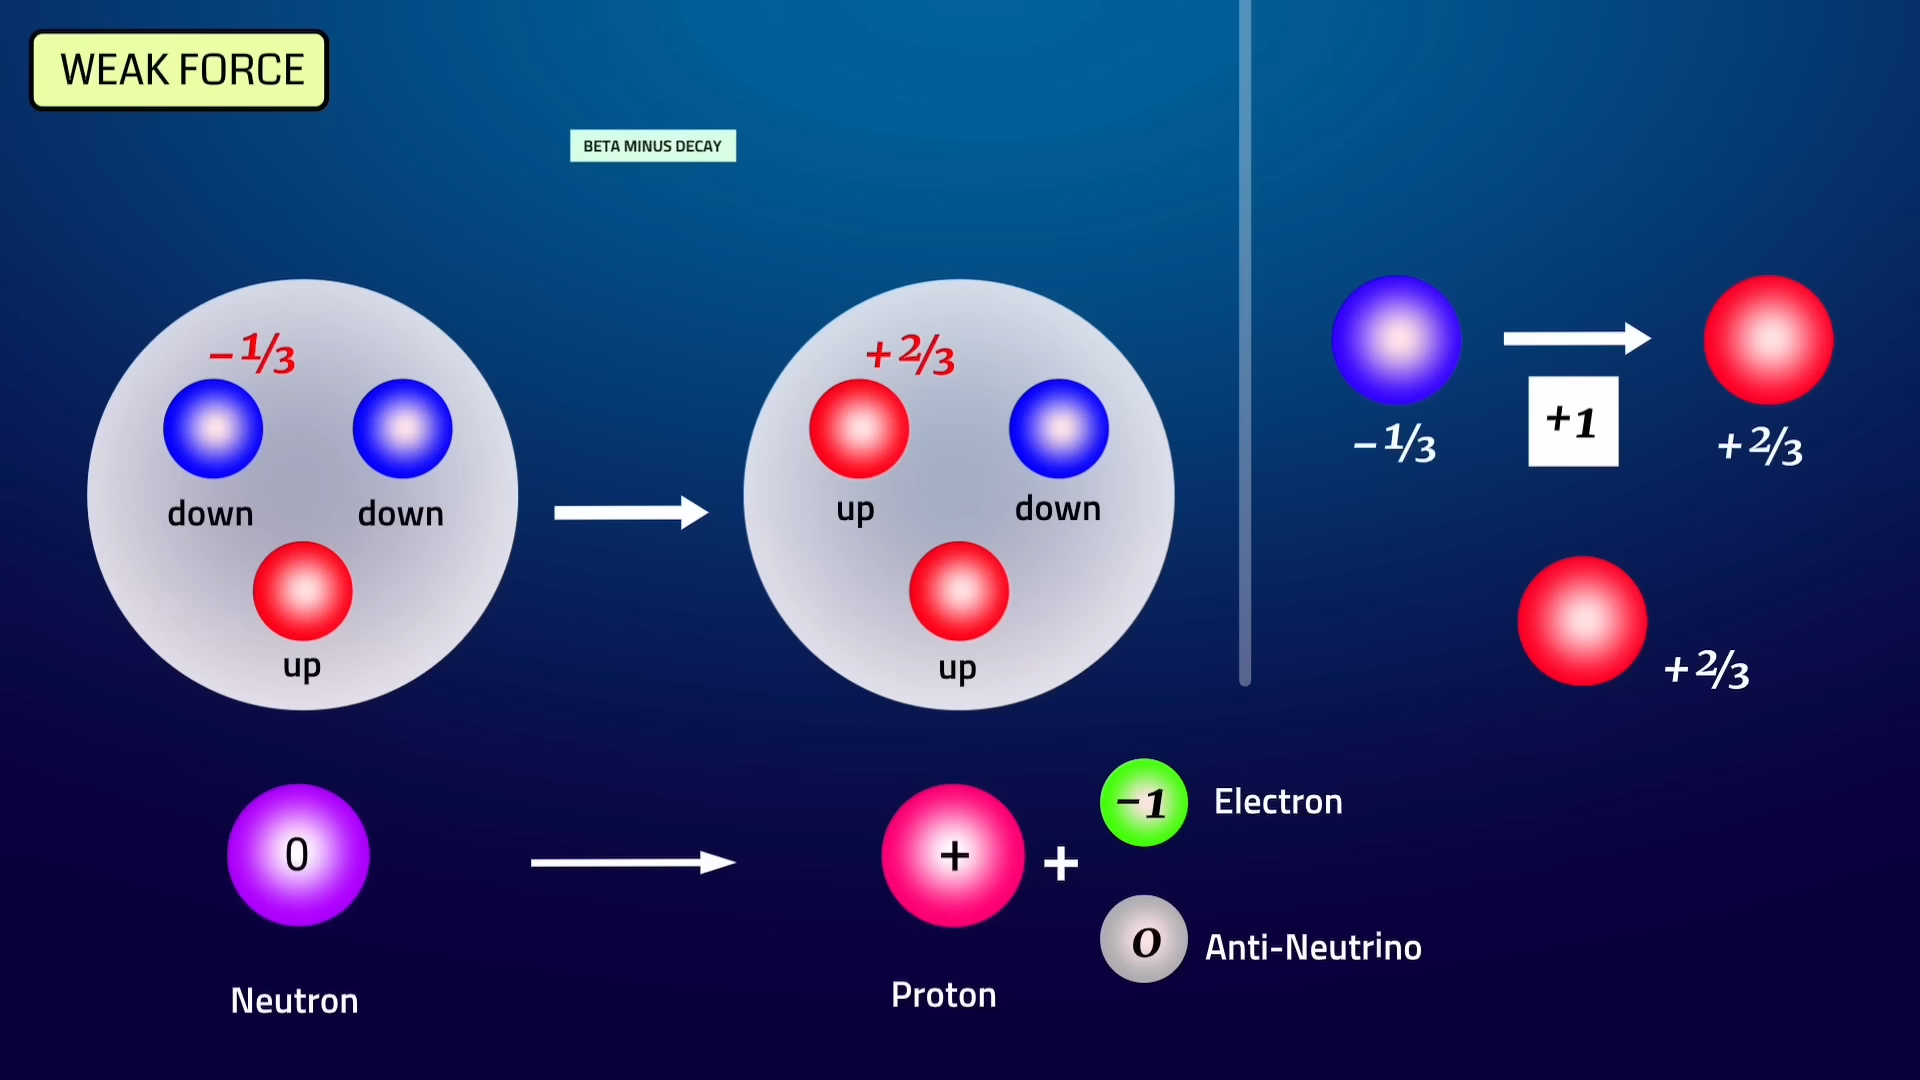 WEAK FORCE
BETA MINUS DECAY
-1/3
down
down
up
+2/3
up
down
up
-1/3
+1
+2/3
+2/3
0
Neutron
+
Proton
+
-1
Electron
0
Anti-Neutrino